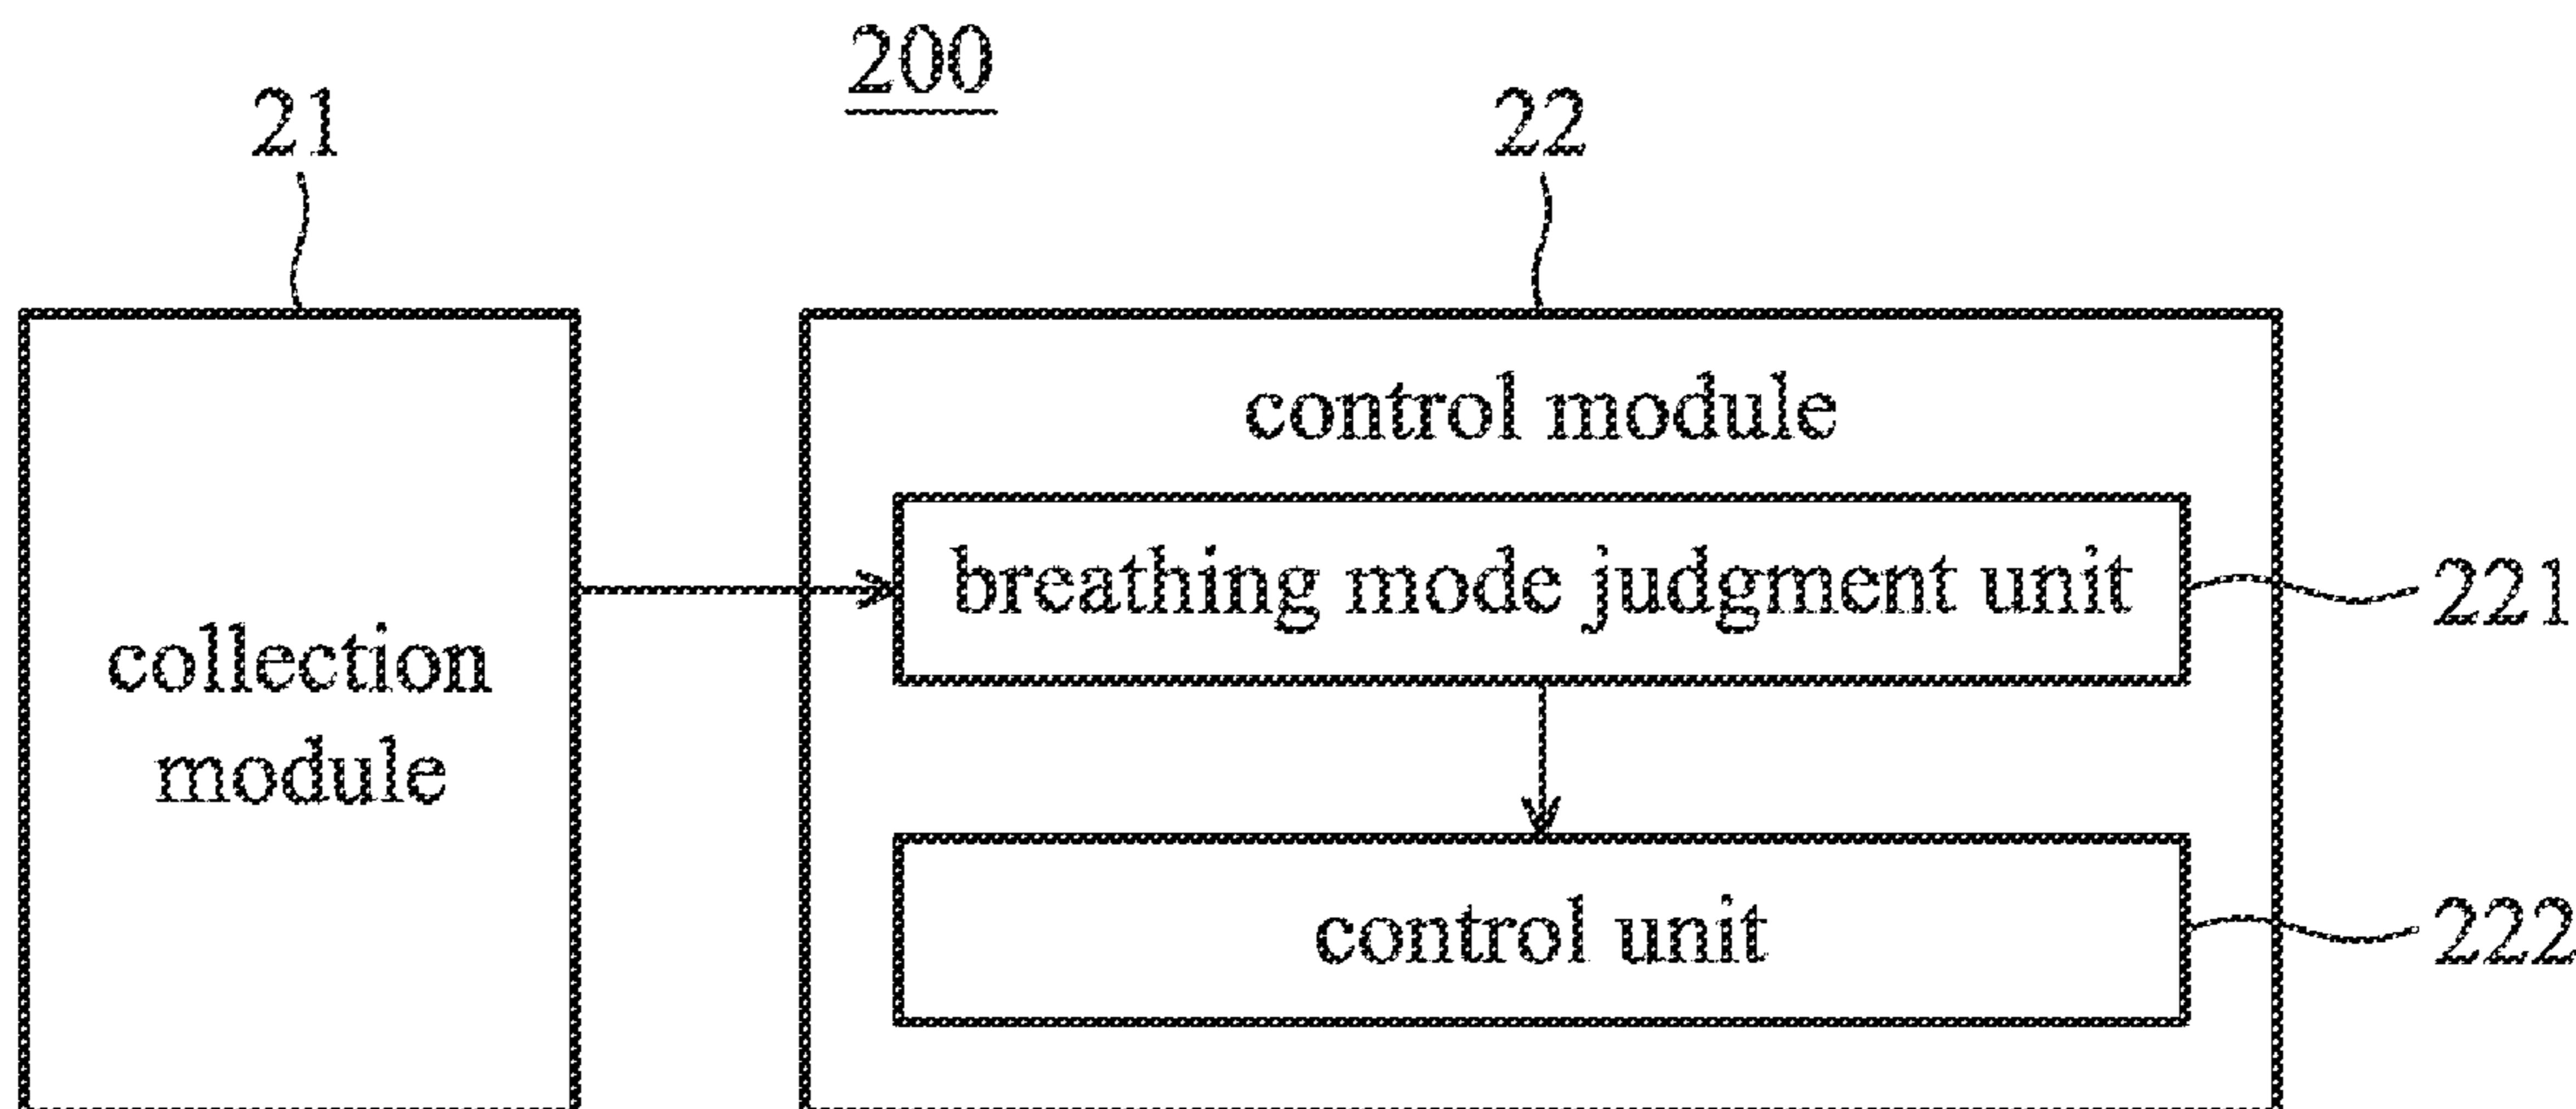 200
21
22
control module
breathing mode judgment unit
221
collection
module
control unit
222